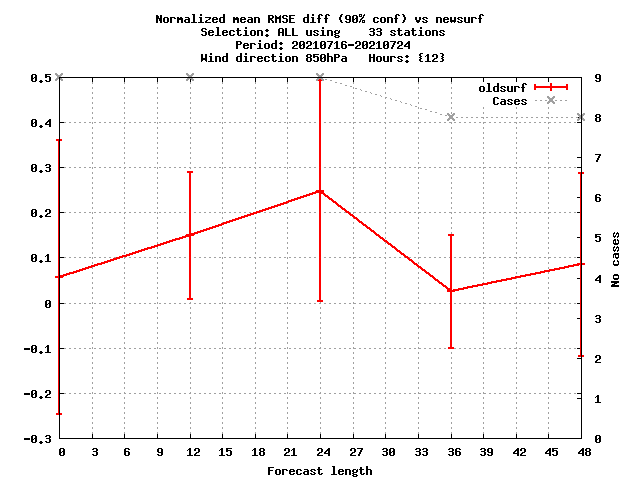 Normalized mean RMSE diff (90% conf) vs newsurf
Selection: ALL using    33 stations
Period: 20210716-20210724
Wind direction 850hPa   Hours: {12}
oldsurf
Cases
0.5
0.4
0.3
0.2
0.1
0
-0.1
-0.2
-0.3
9
8
7
6
5
4
3
2
1
0
No cases
0 3 6 9 12 15 18 21 24 27 30 33 36 39 42 45 48
Forecast length